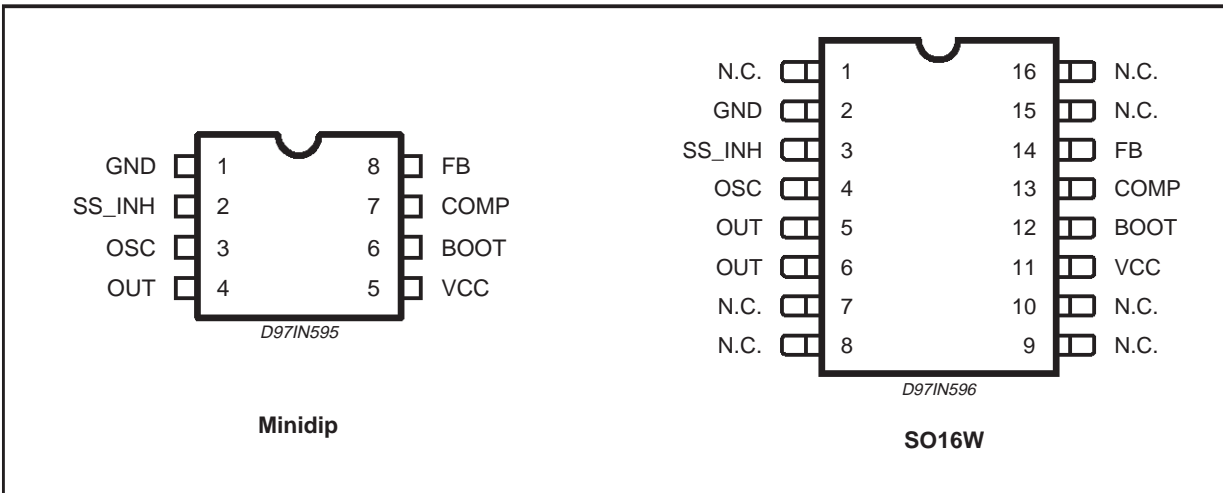 GND 1 8 FB
SS_INH 2 7 COMP
OSC 3 6 BOOT
OUT 4 5 VCC
D97IN595
Minidip
N.C. 1 16 N.C.
GND 2 15 N.C.
SS_INH 3 14 FB
OSC 4 13 COMP
OUT 5 12 BOOT
OUT 6 11 VCC
N.C. 7 10 N.C.
N.C. 8 9 N.C.
D97IN596
SO16W